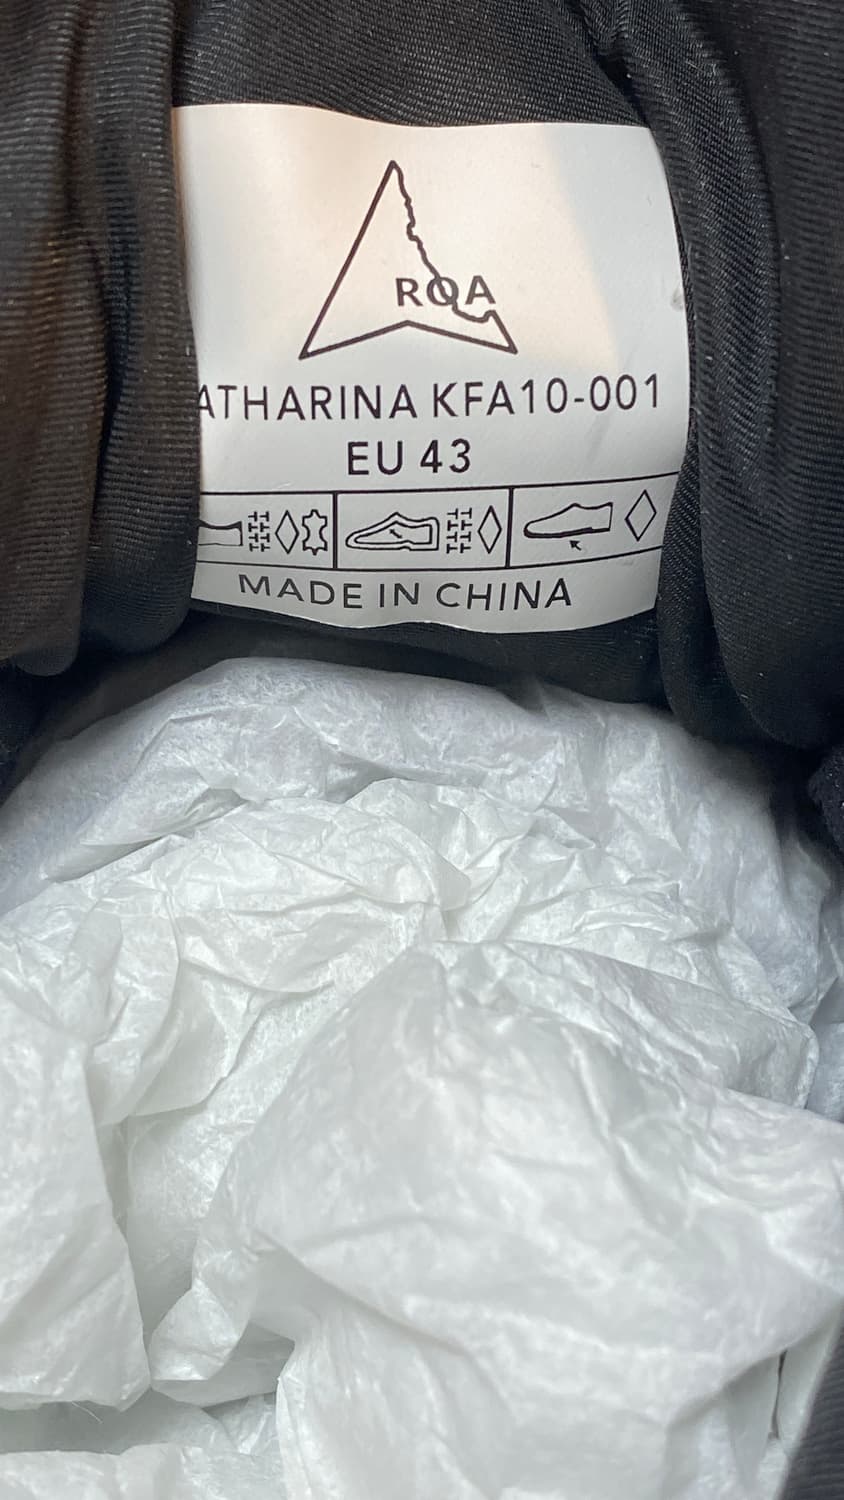 ROA
ATHARINA KFA10-001
EU 43
MADE IN CHINA